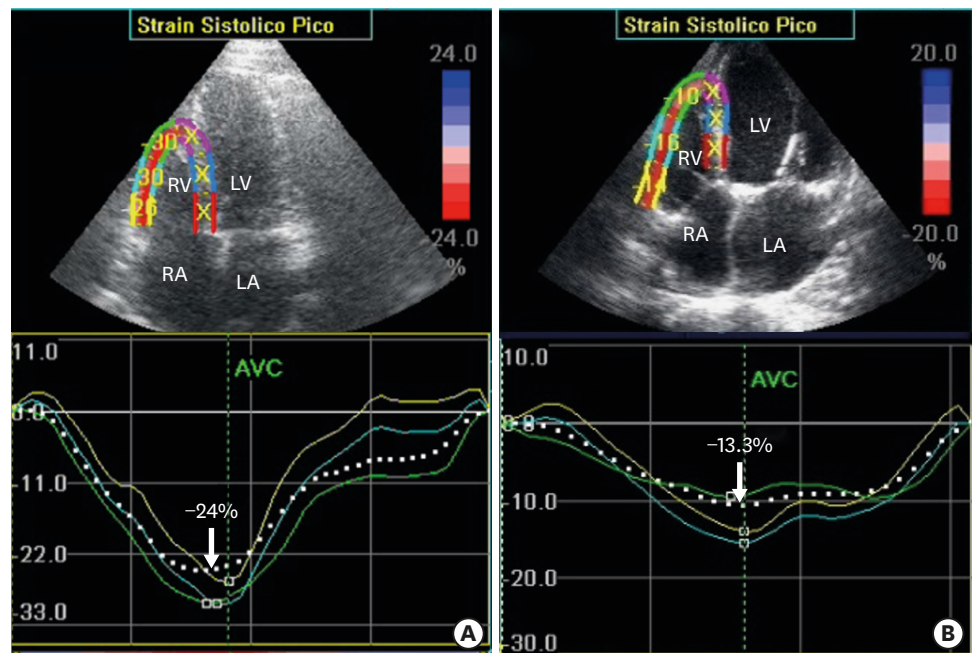 Strain Sistolico Pico
24.0
-30
-30
-26
RV
LV
RA
LA
-24.0
%
11.0
0.0
-11.0
-22.0
-33.0
AVC
−24%
A
Strain Sistolico Pico
20.0
-10
-16
LV
RV
RA
LA
-20.0
%
10.0
0.0
-10.0
-20.0
-30.0
AVC
−13.3%
B